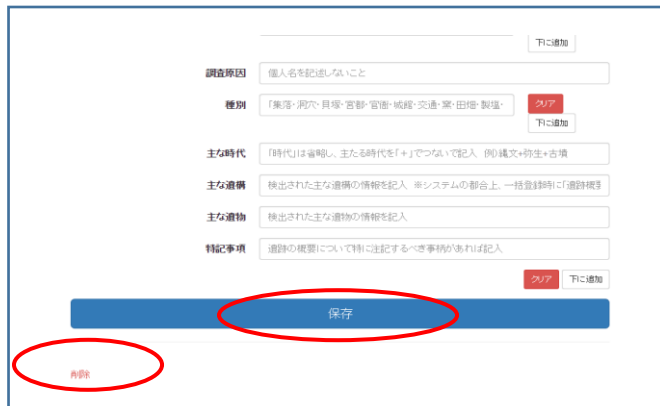 下に追加
調査原因 個人名を記述しないこと
種別 「集落・洞穴・貝塚・宮都・官衙・城館・交通・窯・田畑・製塩・ クリア
下に追加
主な時代 「時代」は省略し、主たる時代を「+」でつないで記入 例)縄文+弥生+古墳
主な遺構 検出された主な遺構の情報を記入 ※システムの都合上、一括登録時に「遺跡概要
主な遺物 検出された主な遺物の情報を記入
特記事項 遺跡の概要について特に注記するべき事柄があれば記入
クリア 下に追加
保存
削除